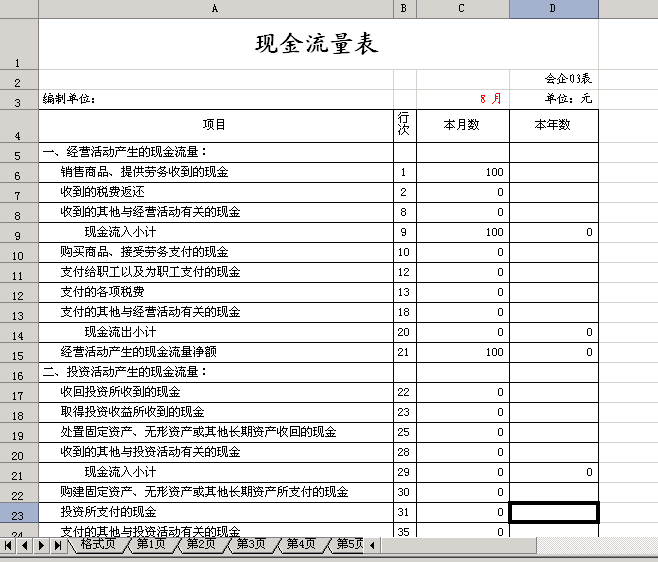 A B C D
1 现金流量表
2 会企03表
3 编制单位: 8 月 单位: 元
4 项目 行次 本月数 本年数
5 一、经营活动产生的现金流量:
6 销售商品、提供劳务收到的现金 1 100
7 收到的税费返还 2 0
8 收到的其他与经营活动有关的现金 8 0
9 现金流入小计 9 100 0
10 购买商品、接受劳务支付的现金 10 0
11 支付给职工以及为职工支付的现金 12 0
12 支付的各项税费 13 0
13 支付的其他与经营活动有关的现金 18 0
14 现金流出小计 20 0 0
15 经营活动产生的现金流量净额 21 100 0
16 二、投资活动产生的现金流量:
17 收回投资所收到的现金 22 0
18 取得投资收益所收到的现金 23 0
19 处置固定资产、无形资产或其他长期资产收回的现金 25 0
20 收到的其他与投资活动有关的现金 28 0
21 现金流入小计 29 0 0
22 购建固定资产、无形资产或其他长期资产所支付的现金 30 0
23 投资所支付的现金 31 0
24 支付的其他与投资活动有关的现金 35 0
格式页 第1页 第2页 第3页 第4页 第5页